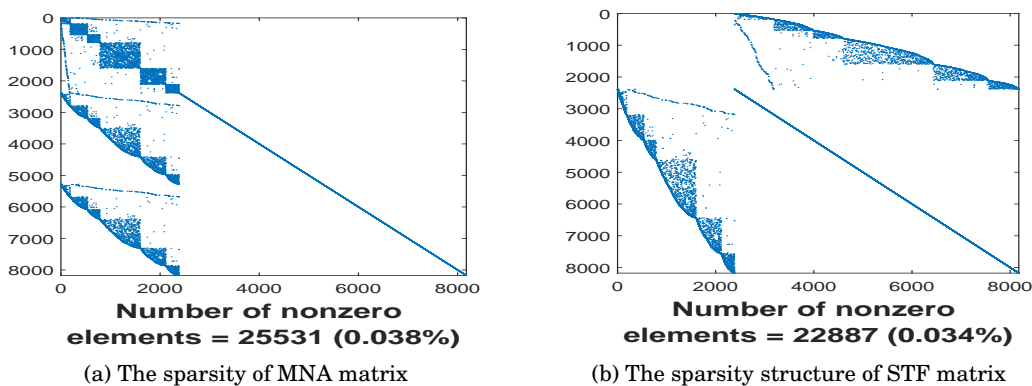 0
1000
2000
3000
4000
5000
6000
7000
8000
0 2000 4000 6000 8000
Number of nonzero
elements = 25531 (0.038%)
(a) The sparsity of MNA matrix
0
1000
2000
3000
4000
5000
6000
7000
8000
0 2000 4000 6000 8000
Number of nonzero
elements = 22887 (0.034%)
(b) The sparsity structure of STF matrix